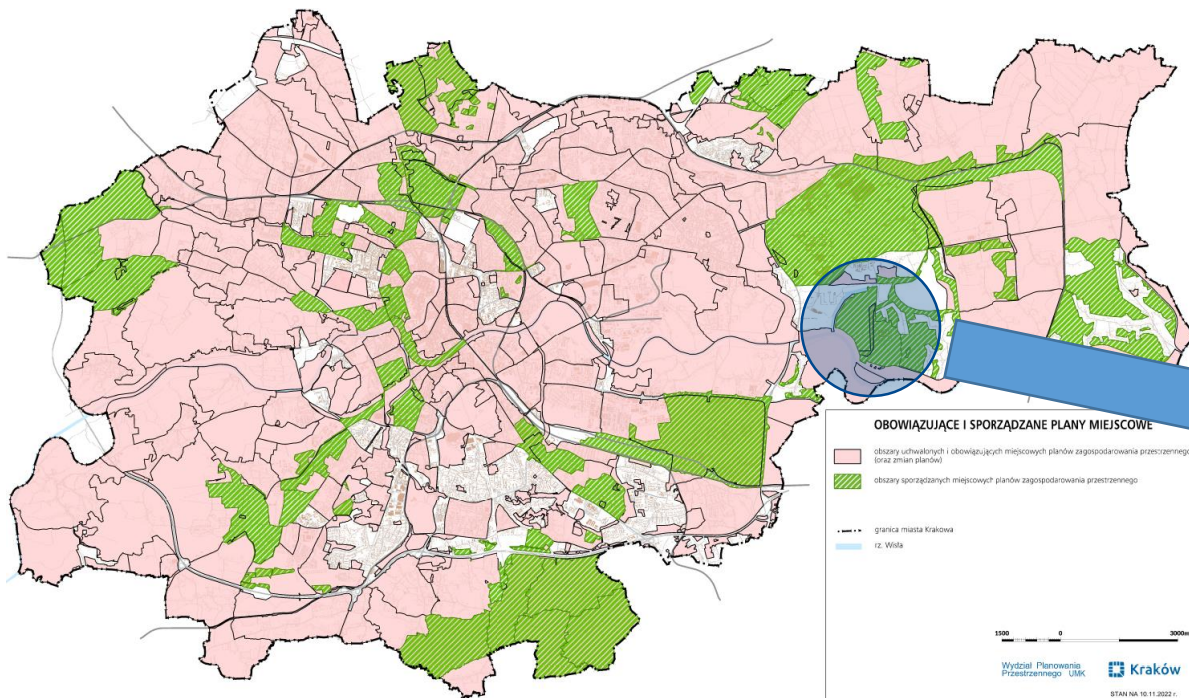 OBOWIĄZUJĄCE I SPORZĄDZANE PLANY MIEJSCOWE
obszary uchwalonych i obowiązujących miejscowych planów zagospodarowania przestrzennego
(oraz zmian planów)
obszary sporządzanych miejscowych planów zagospodarowania przestrzennego
granica miasta Krakowa
rz. Wisła
1500 0 3000m
Wydział Planowania
Przestrzennego UMK
Kraków
STAN NA 10.11.2022 r.